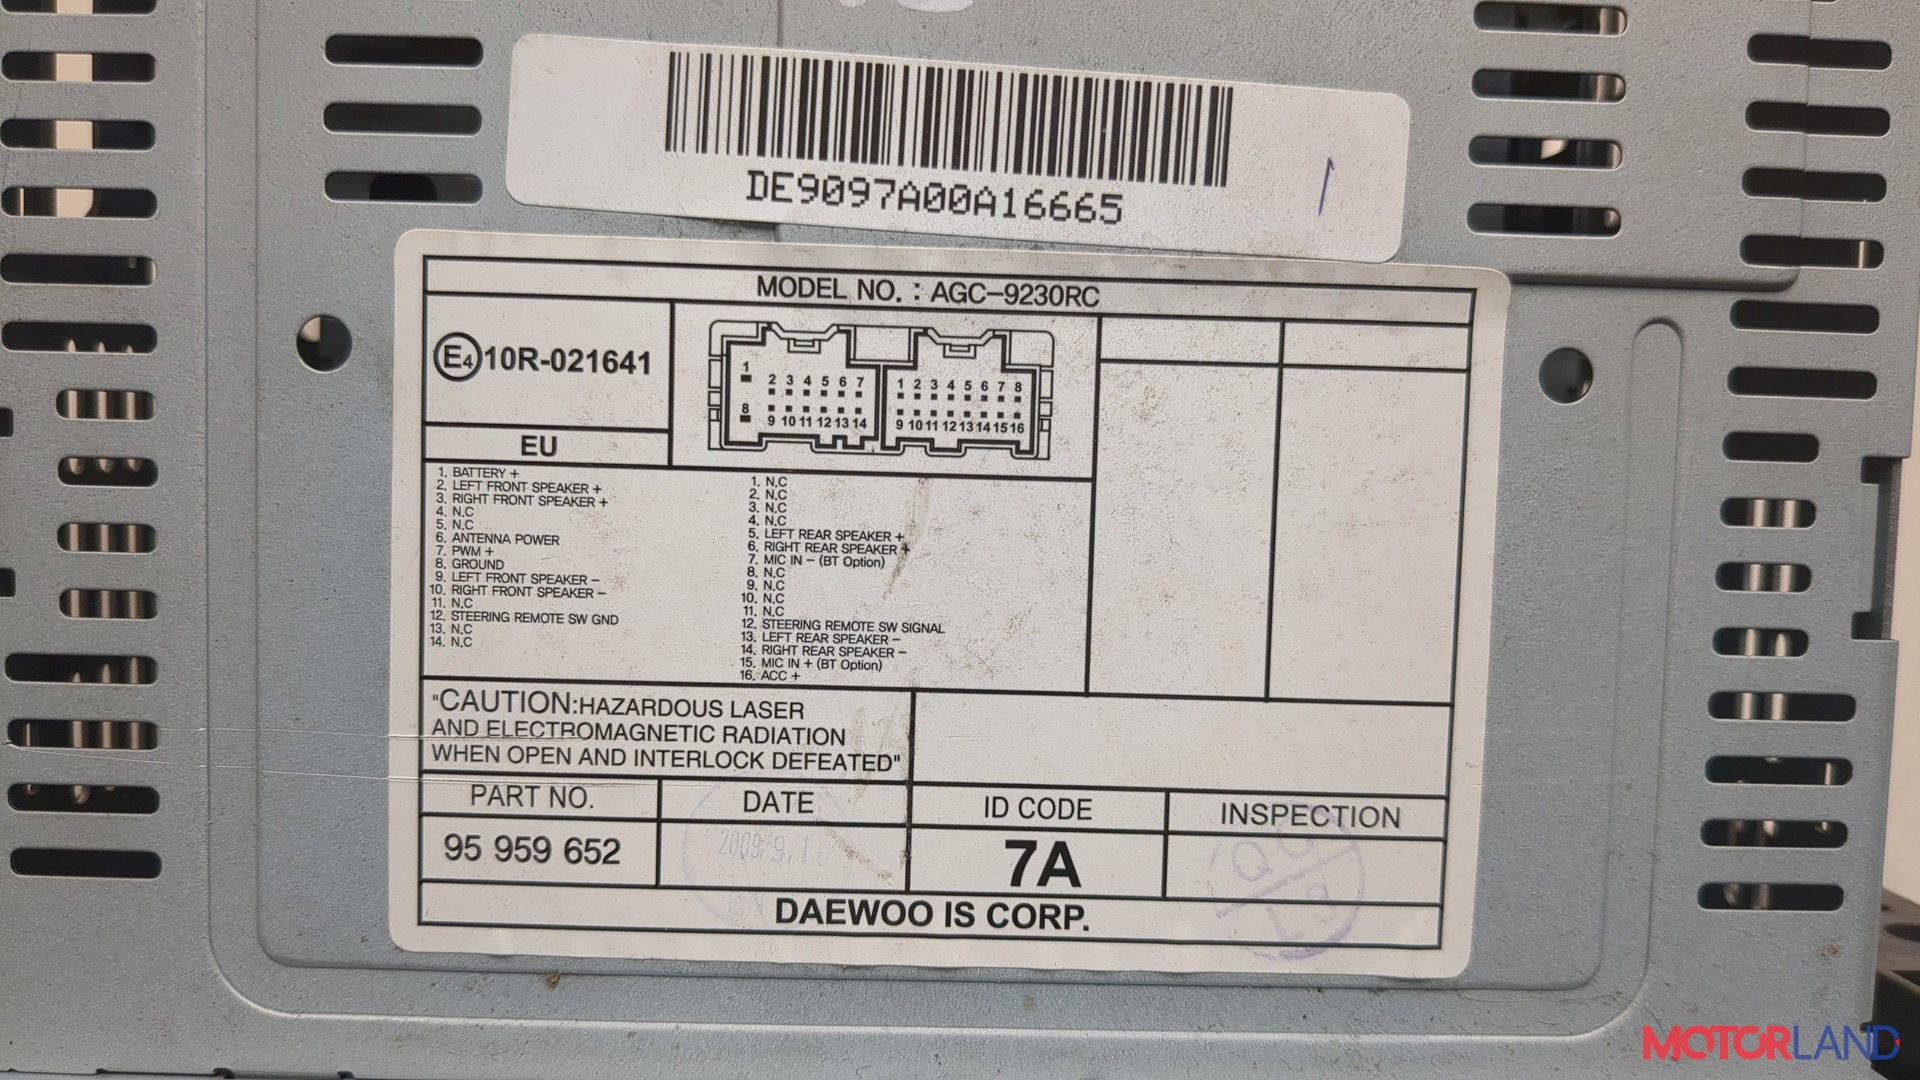 DE9097A00A16665
MODEL NO. : AGC-9230RC
E4 10R-021641
EU
1 2 3 4 5 6 7
8 9 10 11 12 13 14
1 2 3 4 5 6 7 8
9 10 11 12 13 14 15 16
1. BATTERY +
2. LEFT FRONT SPEAKER +
3. RIGHT FRONT SPEAKER +
4. N.C
5. N.C
6. ANTENNA POWER
7. PWM +
8. GROUND
9. LEFT FRONT SPEAKER -
10. RIGHT FRONT SPEAKER -
11. N.C
12. STEERING REMOTE SW GND
13. N.C
14. N.C
1. N.C
2. N.C
3. N.C
4. N.C
5. LEFT REAR SPEAKER +
6. RIGHT REAR SPEAKER +
7. MIC IN - (BT Option)
8. N.C
9. N.C
10. N.C
11. N.C
12. STEERING REMOTE SW SIGNAL
13. LEFT REAR SPEAKER -
14. RIGHT REAR SPEAKER -
15. MIC IN + (BT Option)
16. ACC +
"CAUTION:HAZARDOUS LASER
AND ELECTROMAGNETIC RADIATION
WHEN OPEN AND INTERLOCK DEFEATED"
PART NO. DATE ID CODE INSPECTION
95 959 652 7A
DAEWOO IS CORP.
MOTORLAND